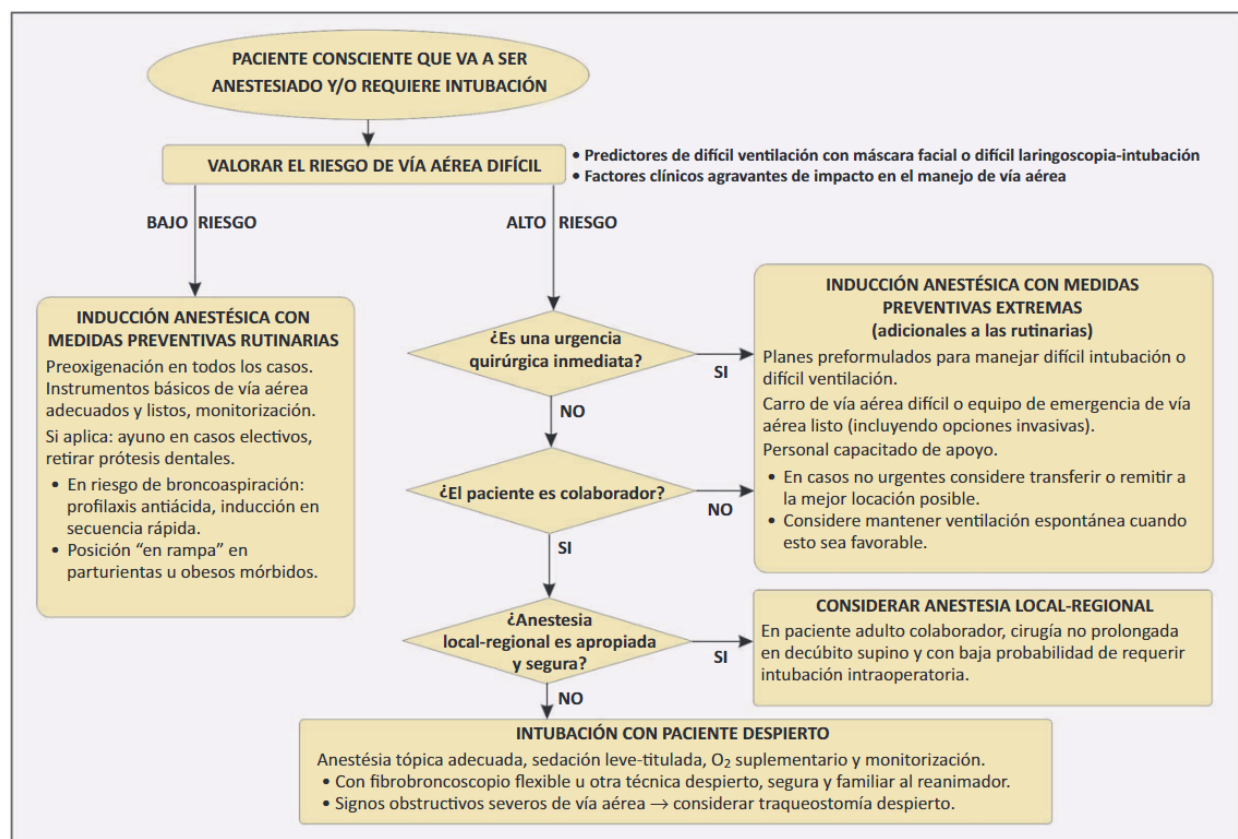 PACIENTE CONSCIENTE QUE VA A SER
ANESTESIADO Y/O REQUIERE INTUBACIÓN
VALORAR EL RIESGO DE VÍA AÉREA DIFÍCIL
• Predictores de difícil ventilación con máscara facial o difícil laringoscopia-intubación
• Factores clínicos agravantes de impacto en el manejo de vía aérea
BAJO RIESGO
ALTO RIESGO
INDUCCIÓN ANESTÉSICA CON
MEDIDAS PREVENTIVAS RUTINARIAS
Preoxigenación en todos los casos.
Instrumentos básicos de vía aérea
adecuados y listos, monitorización.
Si aplica: ayuno en casos electivos,
retirar prótesis dentales.
• En riesgo de broncoaspiración:
profilaxis antiácida, inducción en
secuencia rápida.
• Posición “en rampa” en
parturientas u obesos mórbidos.
¿Es una urgencia
quirúrgica inmediata?
SI
NO
INDUCCIÓN ANESTÉSICA CON MEDIDAS
PREVENTIVAS EXTREMAS
(adicionales a las rutinarias)
Planes preformulados para manejar difícil intubación o
difícil ventilación.
Carro de vía aérea difícil o equipo de emergencia de vía
aérea listo (incluyendo opciones invasivas).
Personal capacitado de apoyo.
• En casos no urgentes considere transferir o remitir a
la mejor locación posible.
• Considere mantener ventilación espontánea cuando
esto sea favorable.
¿El paciente es colaborador?
NO
SI
¿Anestesia
local-regional es apropiada
y segura?
SI
NO
CONSIDERAR ANESTESIA LOCAL-REGIONAL
En paciente adulto colaborador, cirugía no prolongada
en decúbito supino y con baja probabilidad de requerir
intubación intraoperatoria.
INTUBACIÓN CON PACIENTE DESPIERTO
Anestésia tópica adecuada, sedación leve-titulada, O₂ suplementario y monitorización.
• Con fibrobroncoscopio flexible u otra técnica despierto, segura y familiar al reanimador.
• Signos obstructivos severos de vía aérea → considerar traqueostomía despierto.